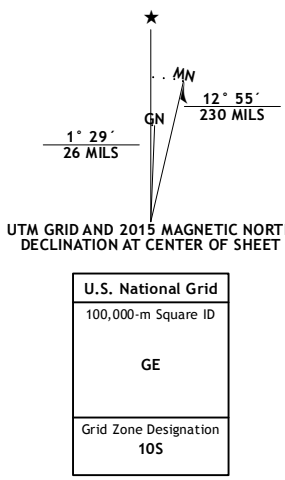 ★
MN
12° 55´
230 MILS
GN
1° 29´
26 MILS
UTM GRID AND 2015 MAGNETIC NORT
DECLINATION AT CENTER OF SHEET
U.S. National Grid
100,000-m Square ID
GE
Grid Zone Designation
10S